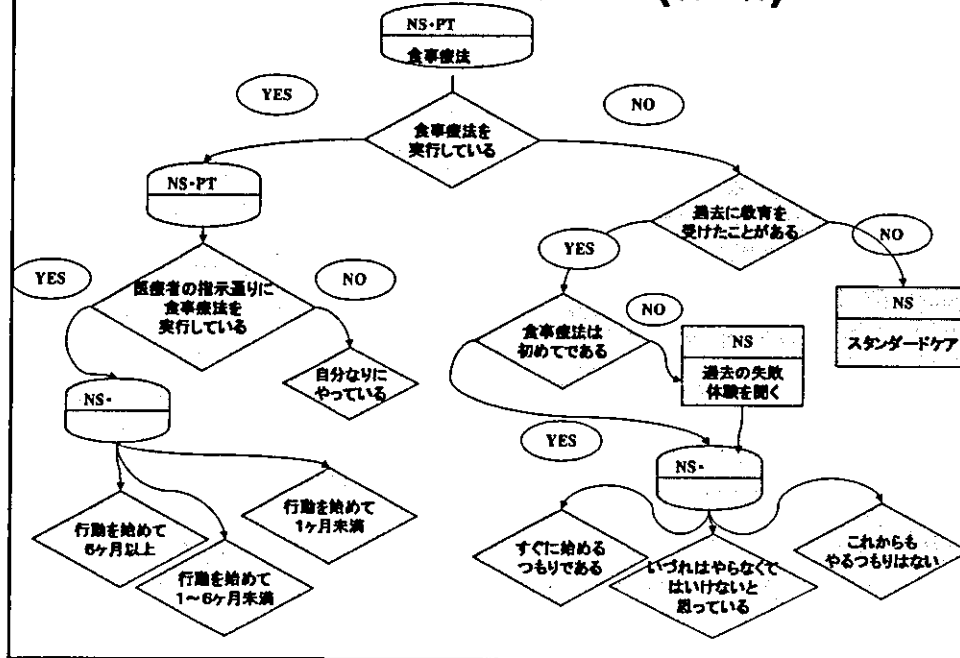 NS・PT
食事療法
YES
NO
食事療法を
実行している
NS・PT
過去に教育を
受けたことがある
YES
NO
YES
医療者の指示通りに
食事療法を
実行している
NO
NS
スタンダードケア
食事療法は
初めてである
NO
NS
過去の失敗
体験を聞く
自分なりに
やっている
NS・
YES
NS・
行動を始めて
6ヶ月以上
行動を始めて
1～6ヶ月未満
行動を始めて
1ヶ月未満
すぐに始める
つもりである
いづれはやらなくて
はいけないと
思っている
これからも
やるつもりはない